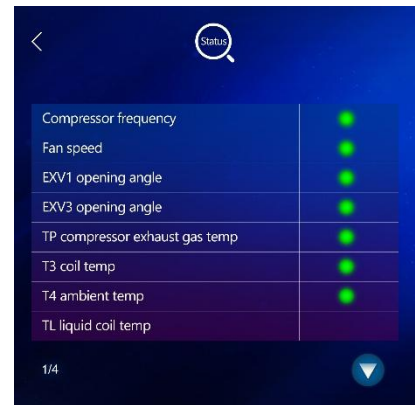 Status
Compressor frequency
Fan speed
EXV1 opening angle
EXV3 opening angle
TP compressor exhaust gas temp
T3 coil temp
T4 ambient temp
TL liquid coil temp
1/4